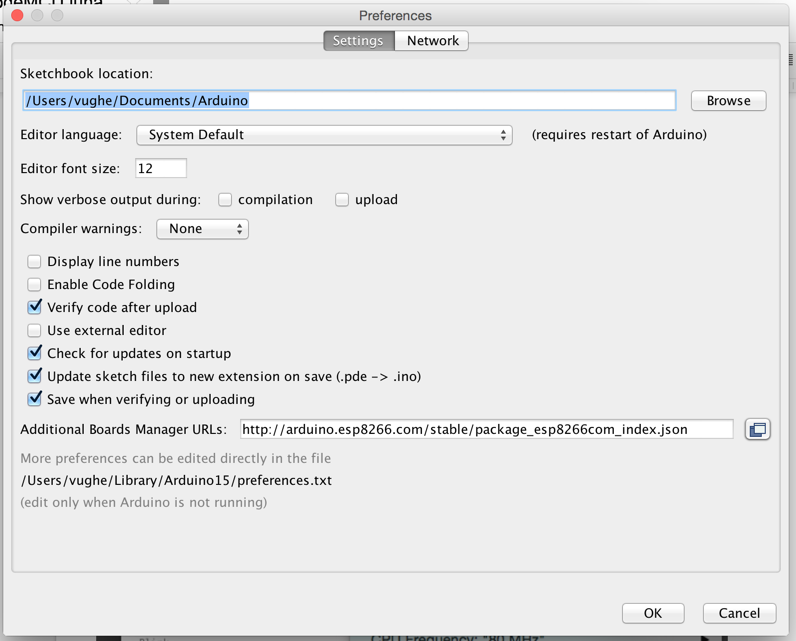 Preferences
Settings Network
Sketchbook location:
/Users/vughe/Documents/Arduino Browse
Editor language: System Default (requires restart of Arduino)
Editor font size: 12
Show verbose output during: compilation upload
Compiler warnings: None
Display line numbers
Enable Code Folding
Verify code after upload
Use external editor
Check for updates on startup
Update sketch files to new extension on save (.pde -> .ino)
Save when verifying or uploading
Additional Boards Manager URLs: http://arduino.esp8266.com/stable/package_esp8266com_index.json
More preferences can be edited directly in the file
/Users/vughe/Library/Arduino15/preferences.txt
(edit only when Arduino is not running)
OK Cancel
CPU Frequency: "80 MHz"